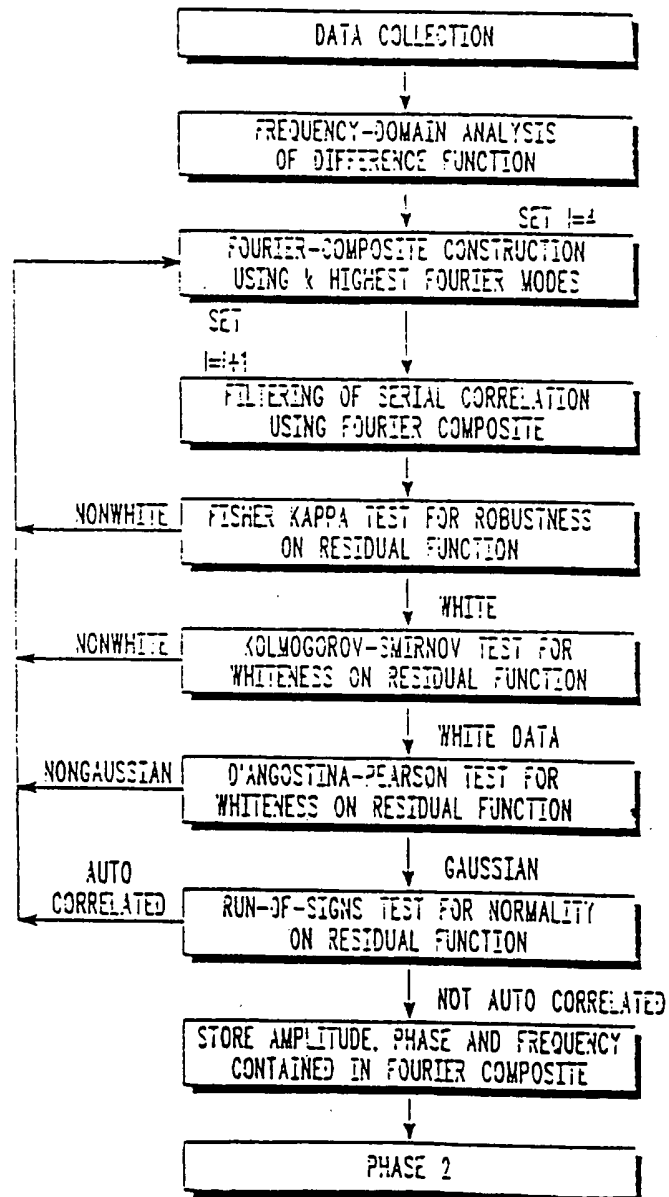 DATA COLLECTION
FREQUENCY-DOMAIN ANALYSIS
OF DIFFERENCE FUNCTION
SET
FOURIER-COMPOSITE CONSTRUCTION
USING k HIGHEST FOURIER MODES
SET
I=I+1
FILTERING OF SERIAL CORRELATION
USING FOURIER COMPOSITE
NONWHITE
FISHER KAPPA TEST FOR ROBUSTNESS
ON RESIDUAL FUNCTION
WHITE
NONWHITE
KOLMOGOROV-SMIRNOV TEST FOR
WHITENESS ON RESIDUAL FUNCTION
WHITE DATA
NONGAUSSIAN
D'ANGOSTINA-PEARSON TEST FOR
WHITENESS ON RESIDUAL FUNCTION
GAUSSIAN
AUTO
CORRELATED
RUN-OF-SIGNS TEST FOR NORMALITY
ON RESIDUAL FUNCTION
NOT AUTO CORRELATED
STORE AMPLITUDE, PHASE AND FREQUENCY
CONTAINED IN FOURIER COMPOSITE
PHASE 2